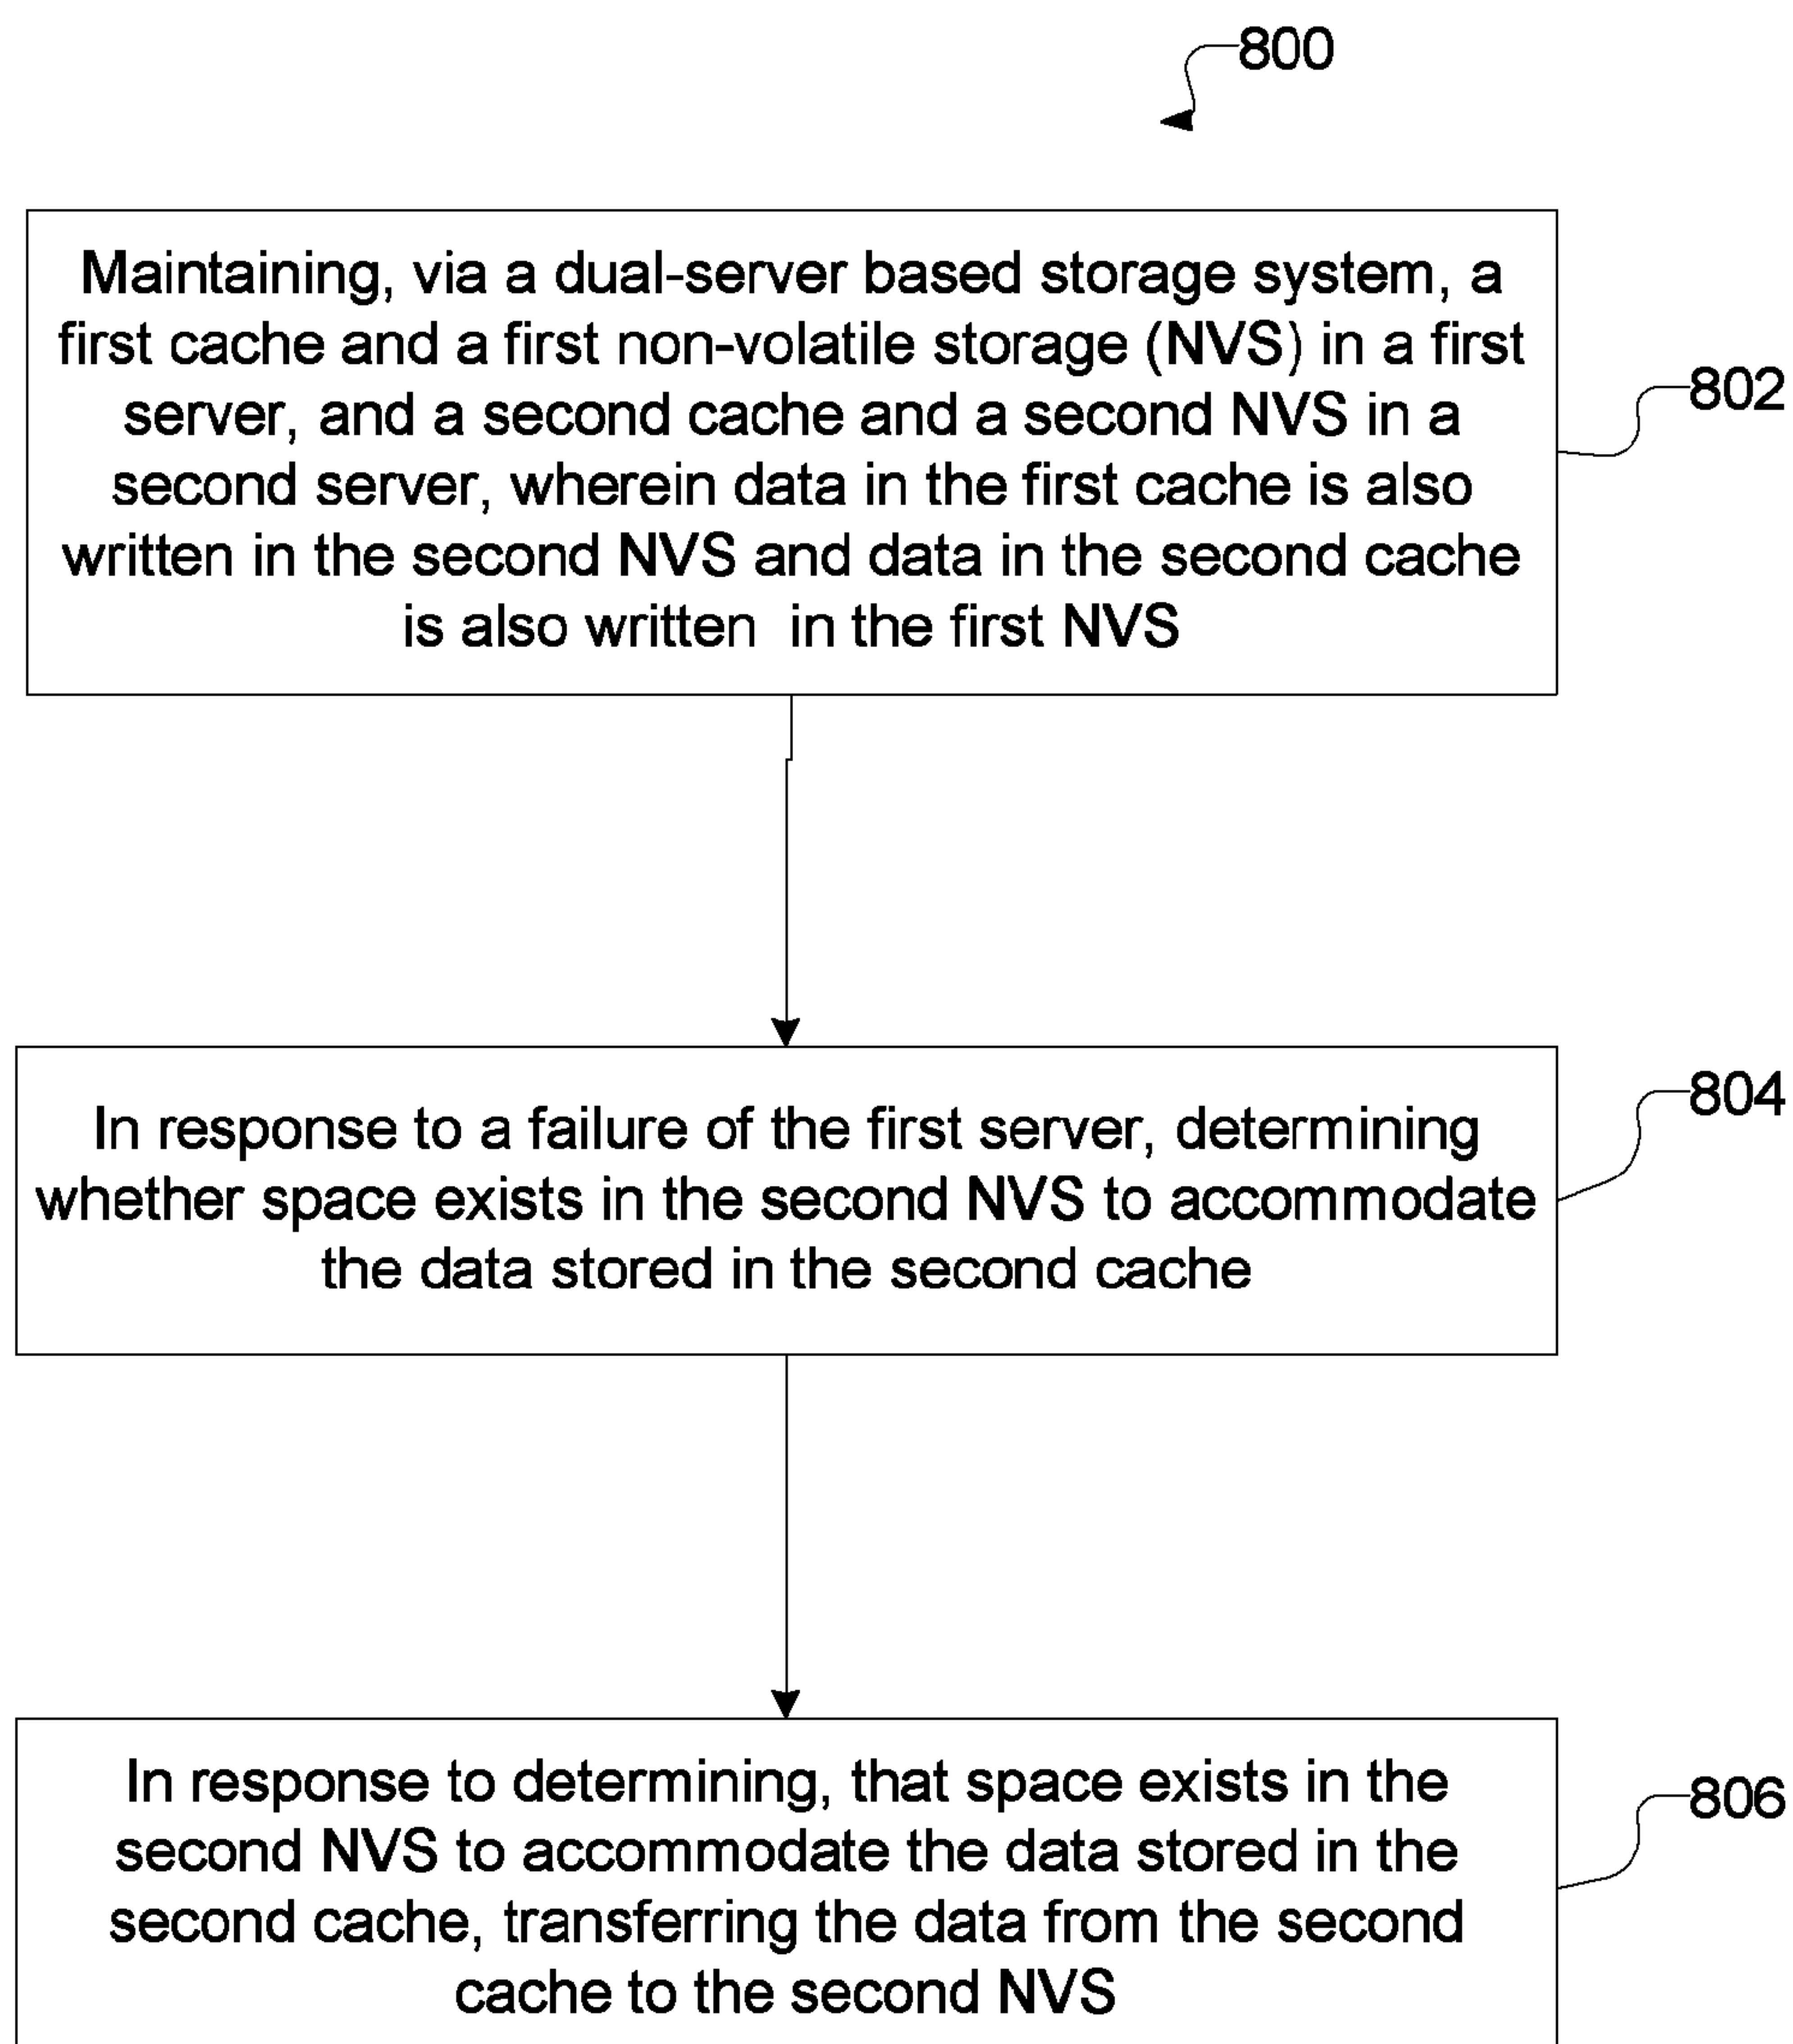 800
Maintaining, via a dual-server based storage system, a
first cache and a first non-volatile storage (NVS) in a first
server, and a second cache and a second NVS in a
second server, wherein data in the first cache is also
written in the second NVS and data in the second cache
is also written in the first NVS
802
In response to a failure of the first server, determining
whether space exists in the second NVS to accommodate
the data stored in the second cache
804
In response to determining, that space exists in the
second NVS to accommodate the data stored in the
second cache, transferring the data from the second
cache to the second NVS
806